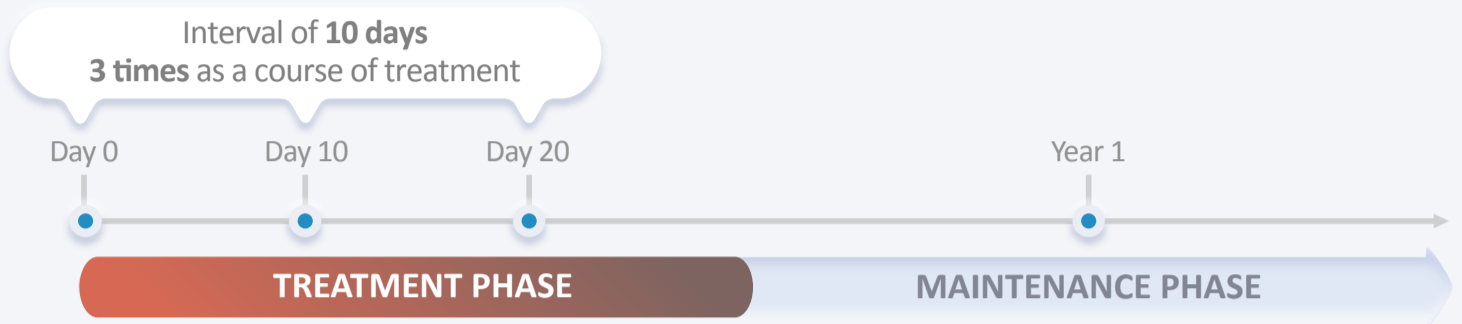 Interval of 10 days
3 times as a course of treatment
Day 0
Day 10
Day 20
Year 1
TREATMENT PHASE
MAINTENANCE PHASE